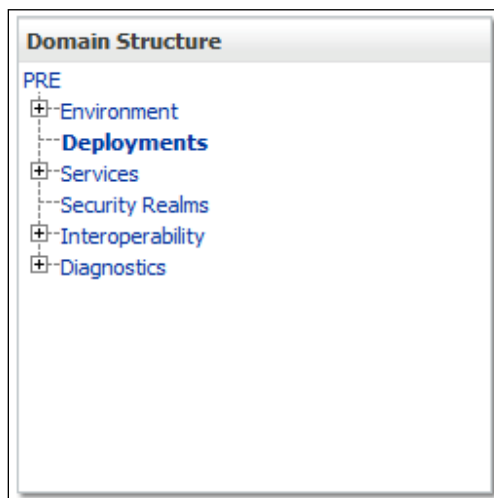 Domain Structure
PRE
Environment
Deployments
Services
Security Realms
Interoperability
Diagnostics